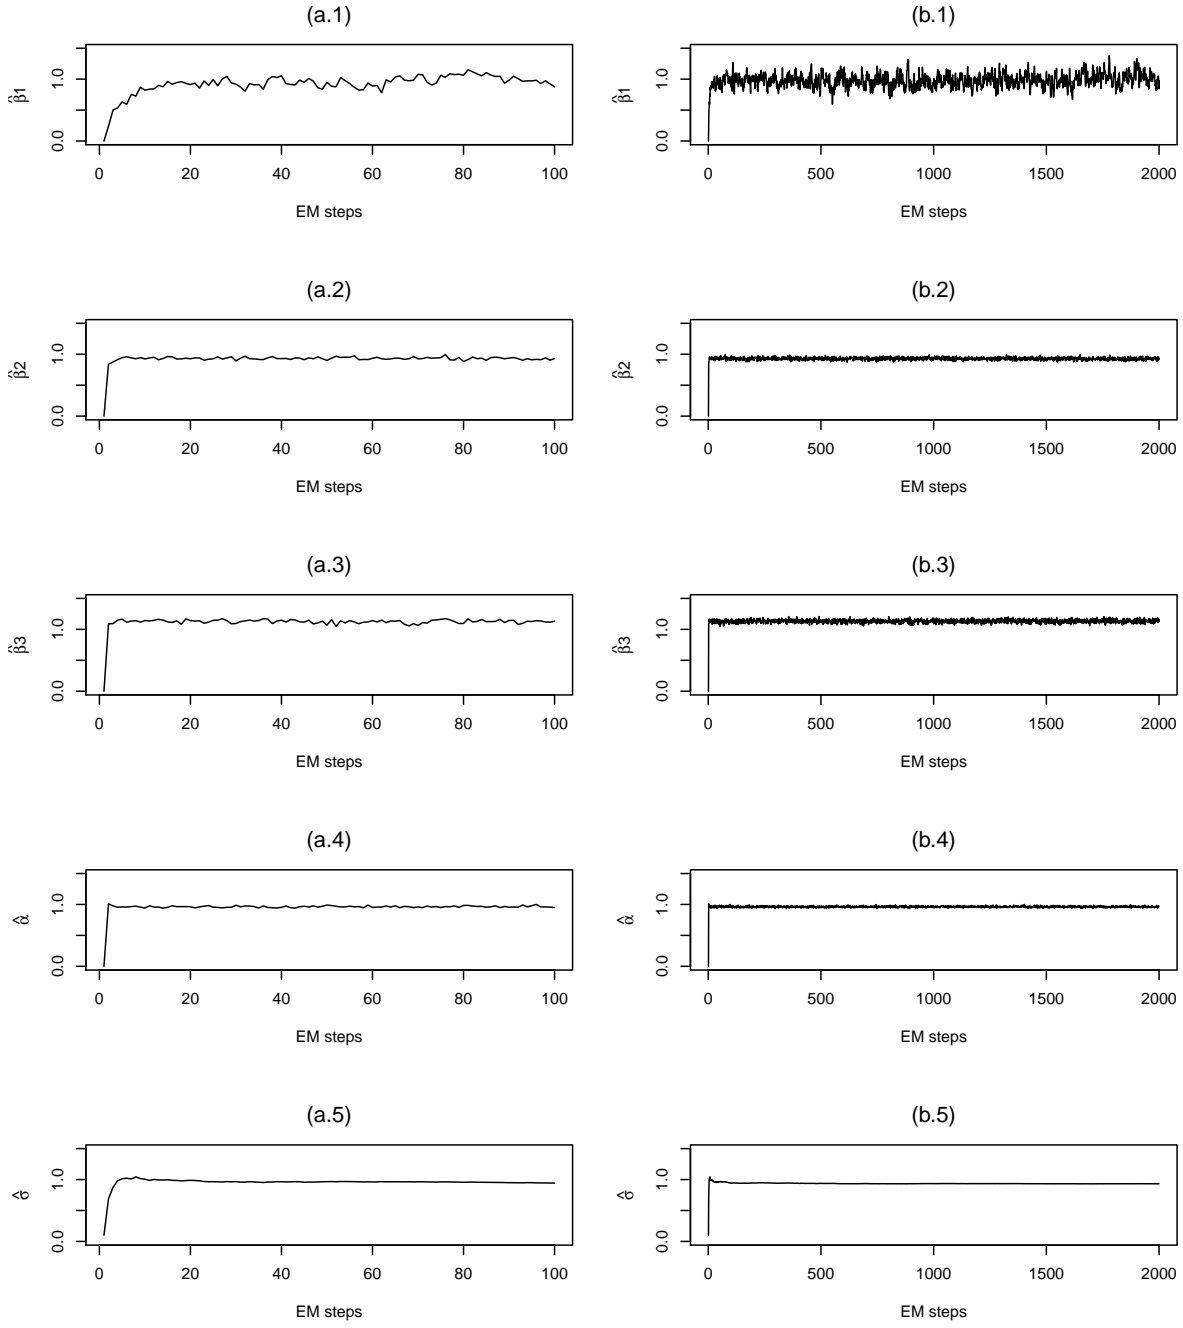 (a.1) (b.1)
β̂1 0.0 1.0 β̂1 0.0 1.0
0 20 40 60 80 100 0 500 1000 1500 2000
EM steps EM steps
(a.2) (b.2)
β̂2 0.0 1.0 β̂2 0.0 1.0
0 20 40 60 80 100 0 500 1000 1500 2000
EM steps EM steps
(a.3) (b.3)
β̂3 0.0 1.0 β̂3 0.0 1.0
0 20 40 60 80 100 0 500 1000 1500 2000
EM steps EM steps
(a.4) (b.4)
α̂ 0.0 1.0 α̂ 0.0 1.0
0 20 40 60 80 100 0 500 1000 1500 2000
EM steps EM steps
(a.5) (b.5)
σ̂ 0.0 1.0 σ̂ 0.0 1.0
0 20 40 60 80 100 0 500 1000 1500 2000
EM steps EM steps